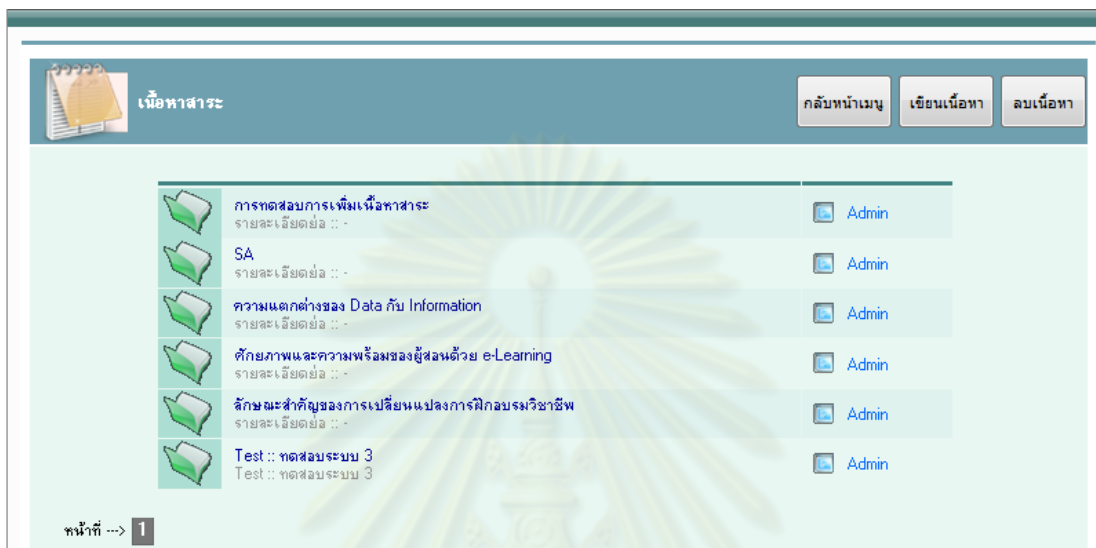 เนื้อหาสาระ
กลับหน้าเมนู
เขียนเนื้อหา
ลบเนื้อหา
การทดสอบการเพิ่มเนื้อหาสาระ
รายละเอียดย่อ :: -
Admin
SA
รายละเอียดย่อ :: -
Admin
ความแตกต่างของ Data กับ Information
รายละเอียดย่อ :: -
Admin
ศักยภาพและความพร้อมของผู้สอนด้วย e-Learning
รายละเอียดย่อ :: -
Admin
ลักษณะสำคัญของการเปลี่ยนแปลงการฝึกอบรมวิชาชีพ
รายละเอียดย่อ :: -
Admin
Test :: ทดสอบระบบ 3
Test :: ทดสอบระบบ 3
Admin
หน้าที่ ---> 1